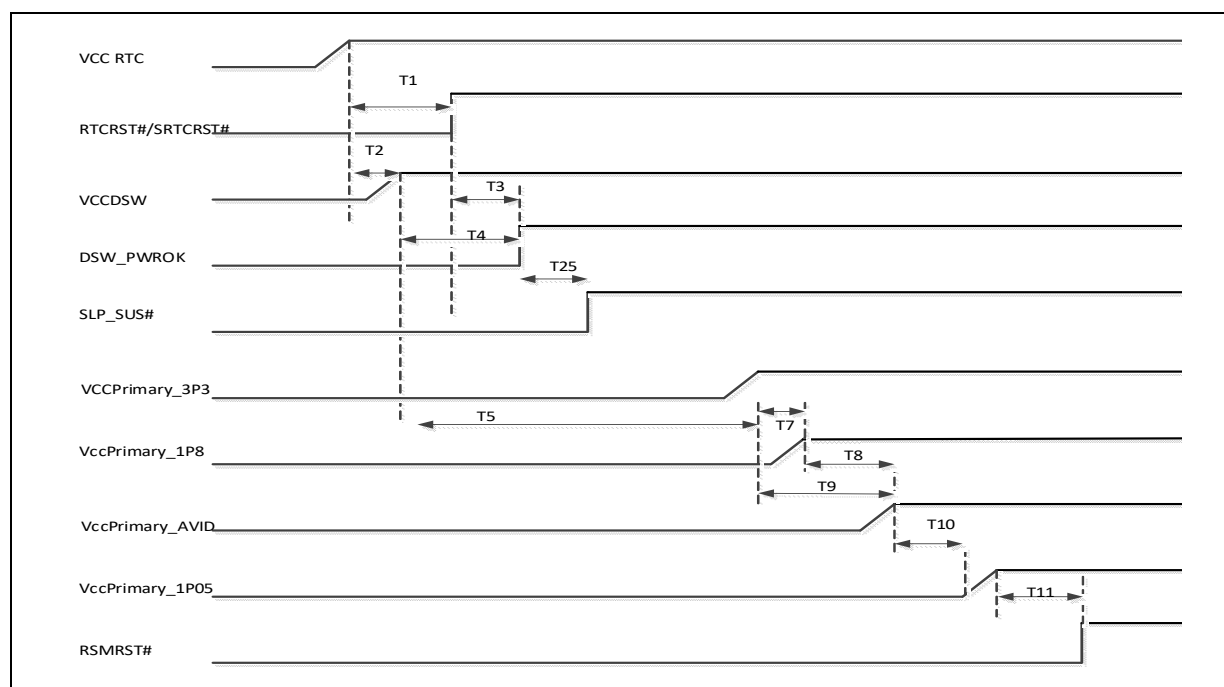 VCC RTC
T1
RTCRST#/SRTCRST#
T2
VCCDSW
T3
T4
DSW_PWROK
T25
SLP_SUS#
VCCPrimary_3P3
T5
T7
VccPrimary_1P8
T8
T9
VccPrimary_AVID
T10
VccPrimary_1P05
T11
RSMRST#